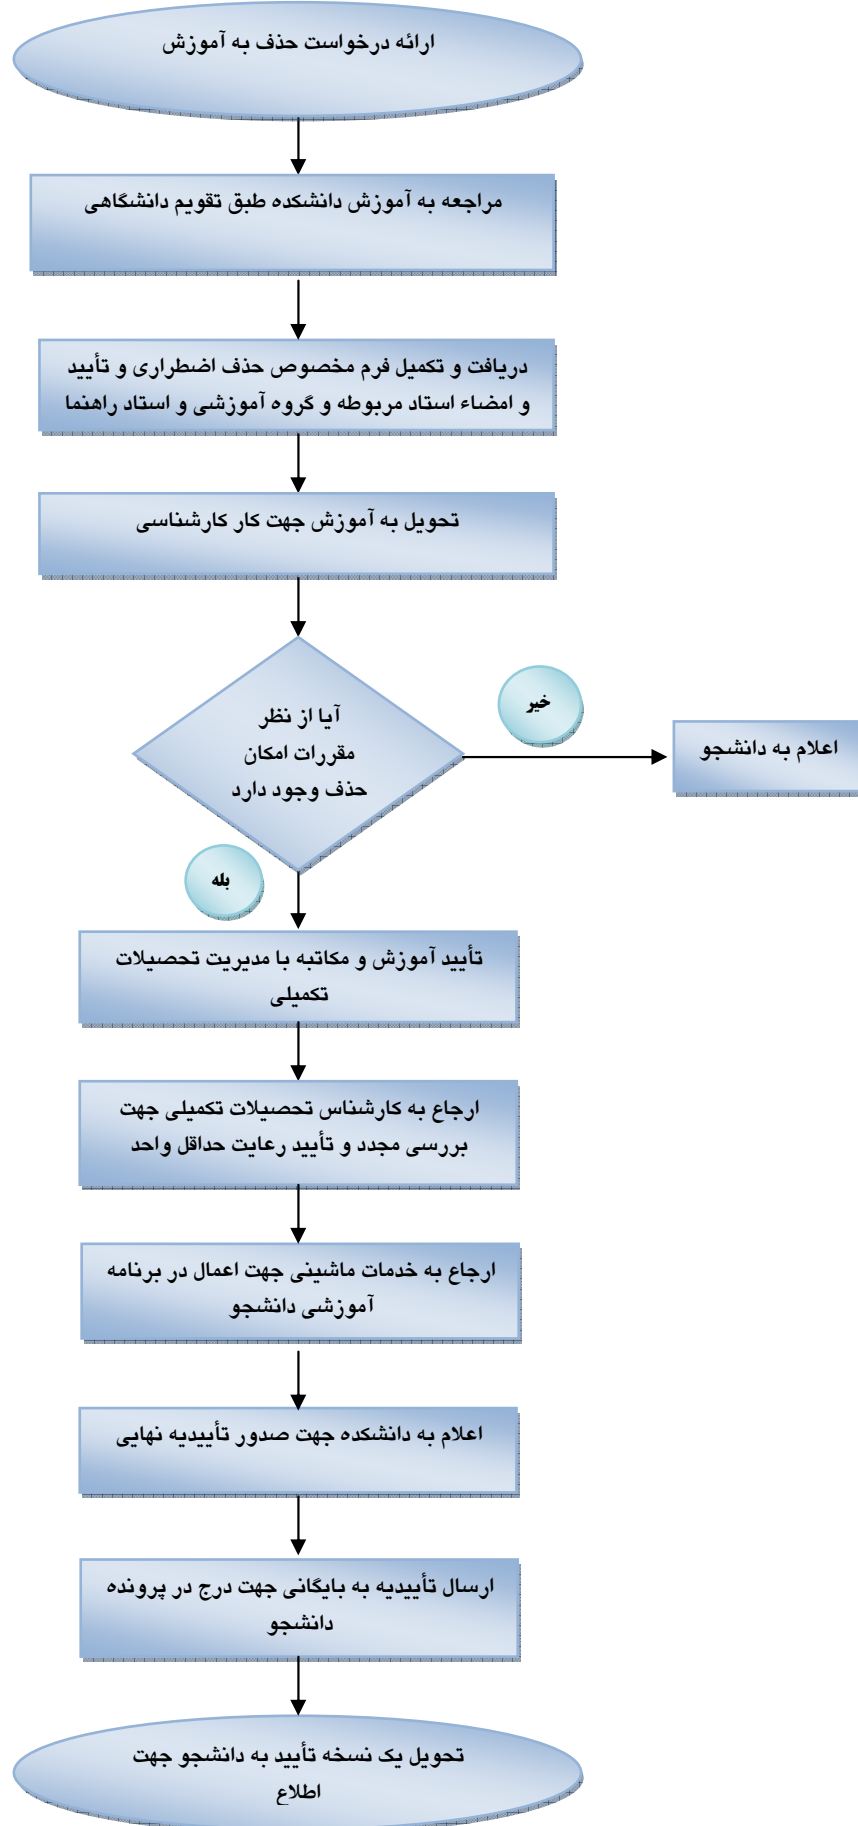 ارائه درخواست حذف به آموزش
مراجعه به آموزش دانشکده طبق تقویم دانشگاهی
دریافت و تکمیل فرم مخصوص حذف اضطراری و تأیید
و امضاء استاد مربوطه و گروه آموزشی و استاد راهنما
تحویل به آموزش جهت کار کارشناسی
آیا از نظر
مقررات امکان
حذف وجود دارد
خیر
اعلام به دانشجو
بله
تأیید آموزش و مکاتبه با مدیریت تحصیلات
تکمیلی
ارجاع به کارشناس تحصیلات تکمیلی جهت
بررسی مجدد و تأیید رعایت حداقل واحد
ارجاع به خدمات ماشینی جهت اعمال در برنامه
آموزشی دانشجو
اعلام به دانشکده جهت صدور تأییدیه نهایی
ارسال تأییدیه به بایگانی جهت درج در پرونده
دانشجو
تحویل یک نسخه تأیید به دانشجو جهت
اطلاع